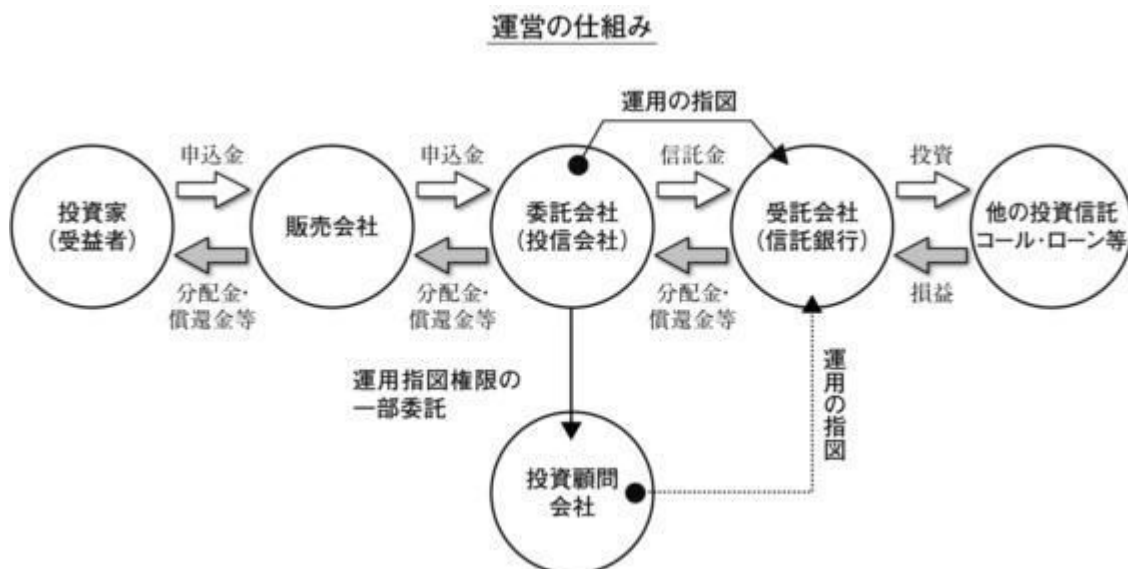 運営の仕組み
運用の指図
申込金
申込金
信託金
投資
投資家
（受益者）
販売会社
委託会社
（投信会社）
受託会社
（信託銀行）
他の投資信託
コール・ローン等
分配金・
償還金等
分配金・
償還金等
分配金・
償還金等
損益
運用指図権限の
一部委託
運用の指図
投資顧問
会社